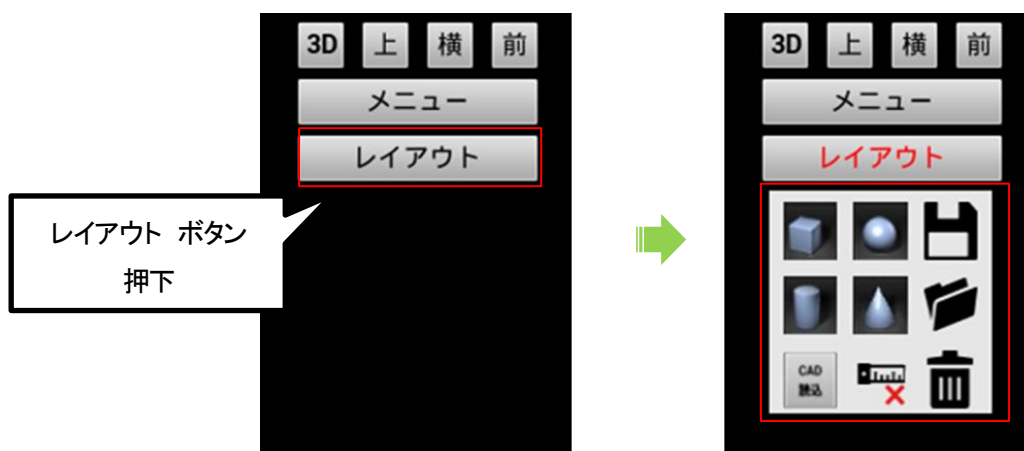 3D 上 横 前
メニュー
レイアウト
レイアウト ボタン
押下
3D 上 横 前
メニュー
レイアウト
CAD
読込